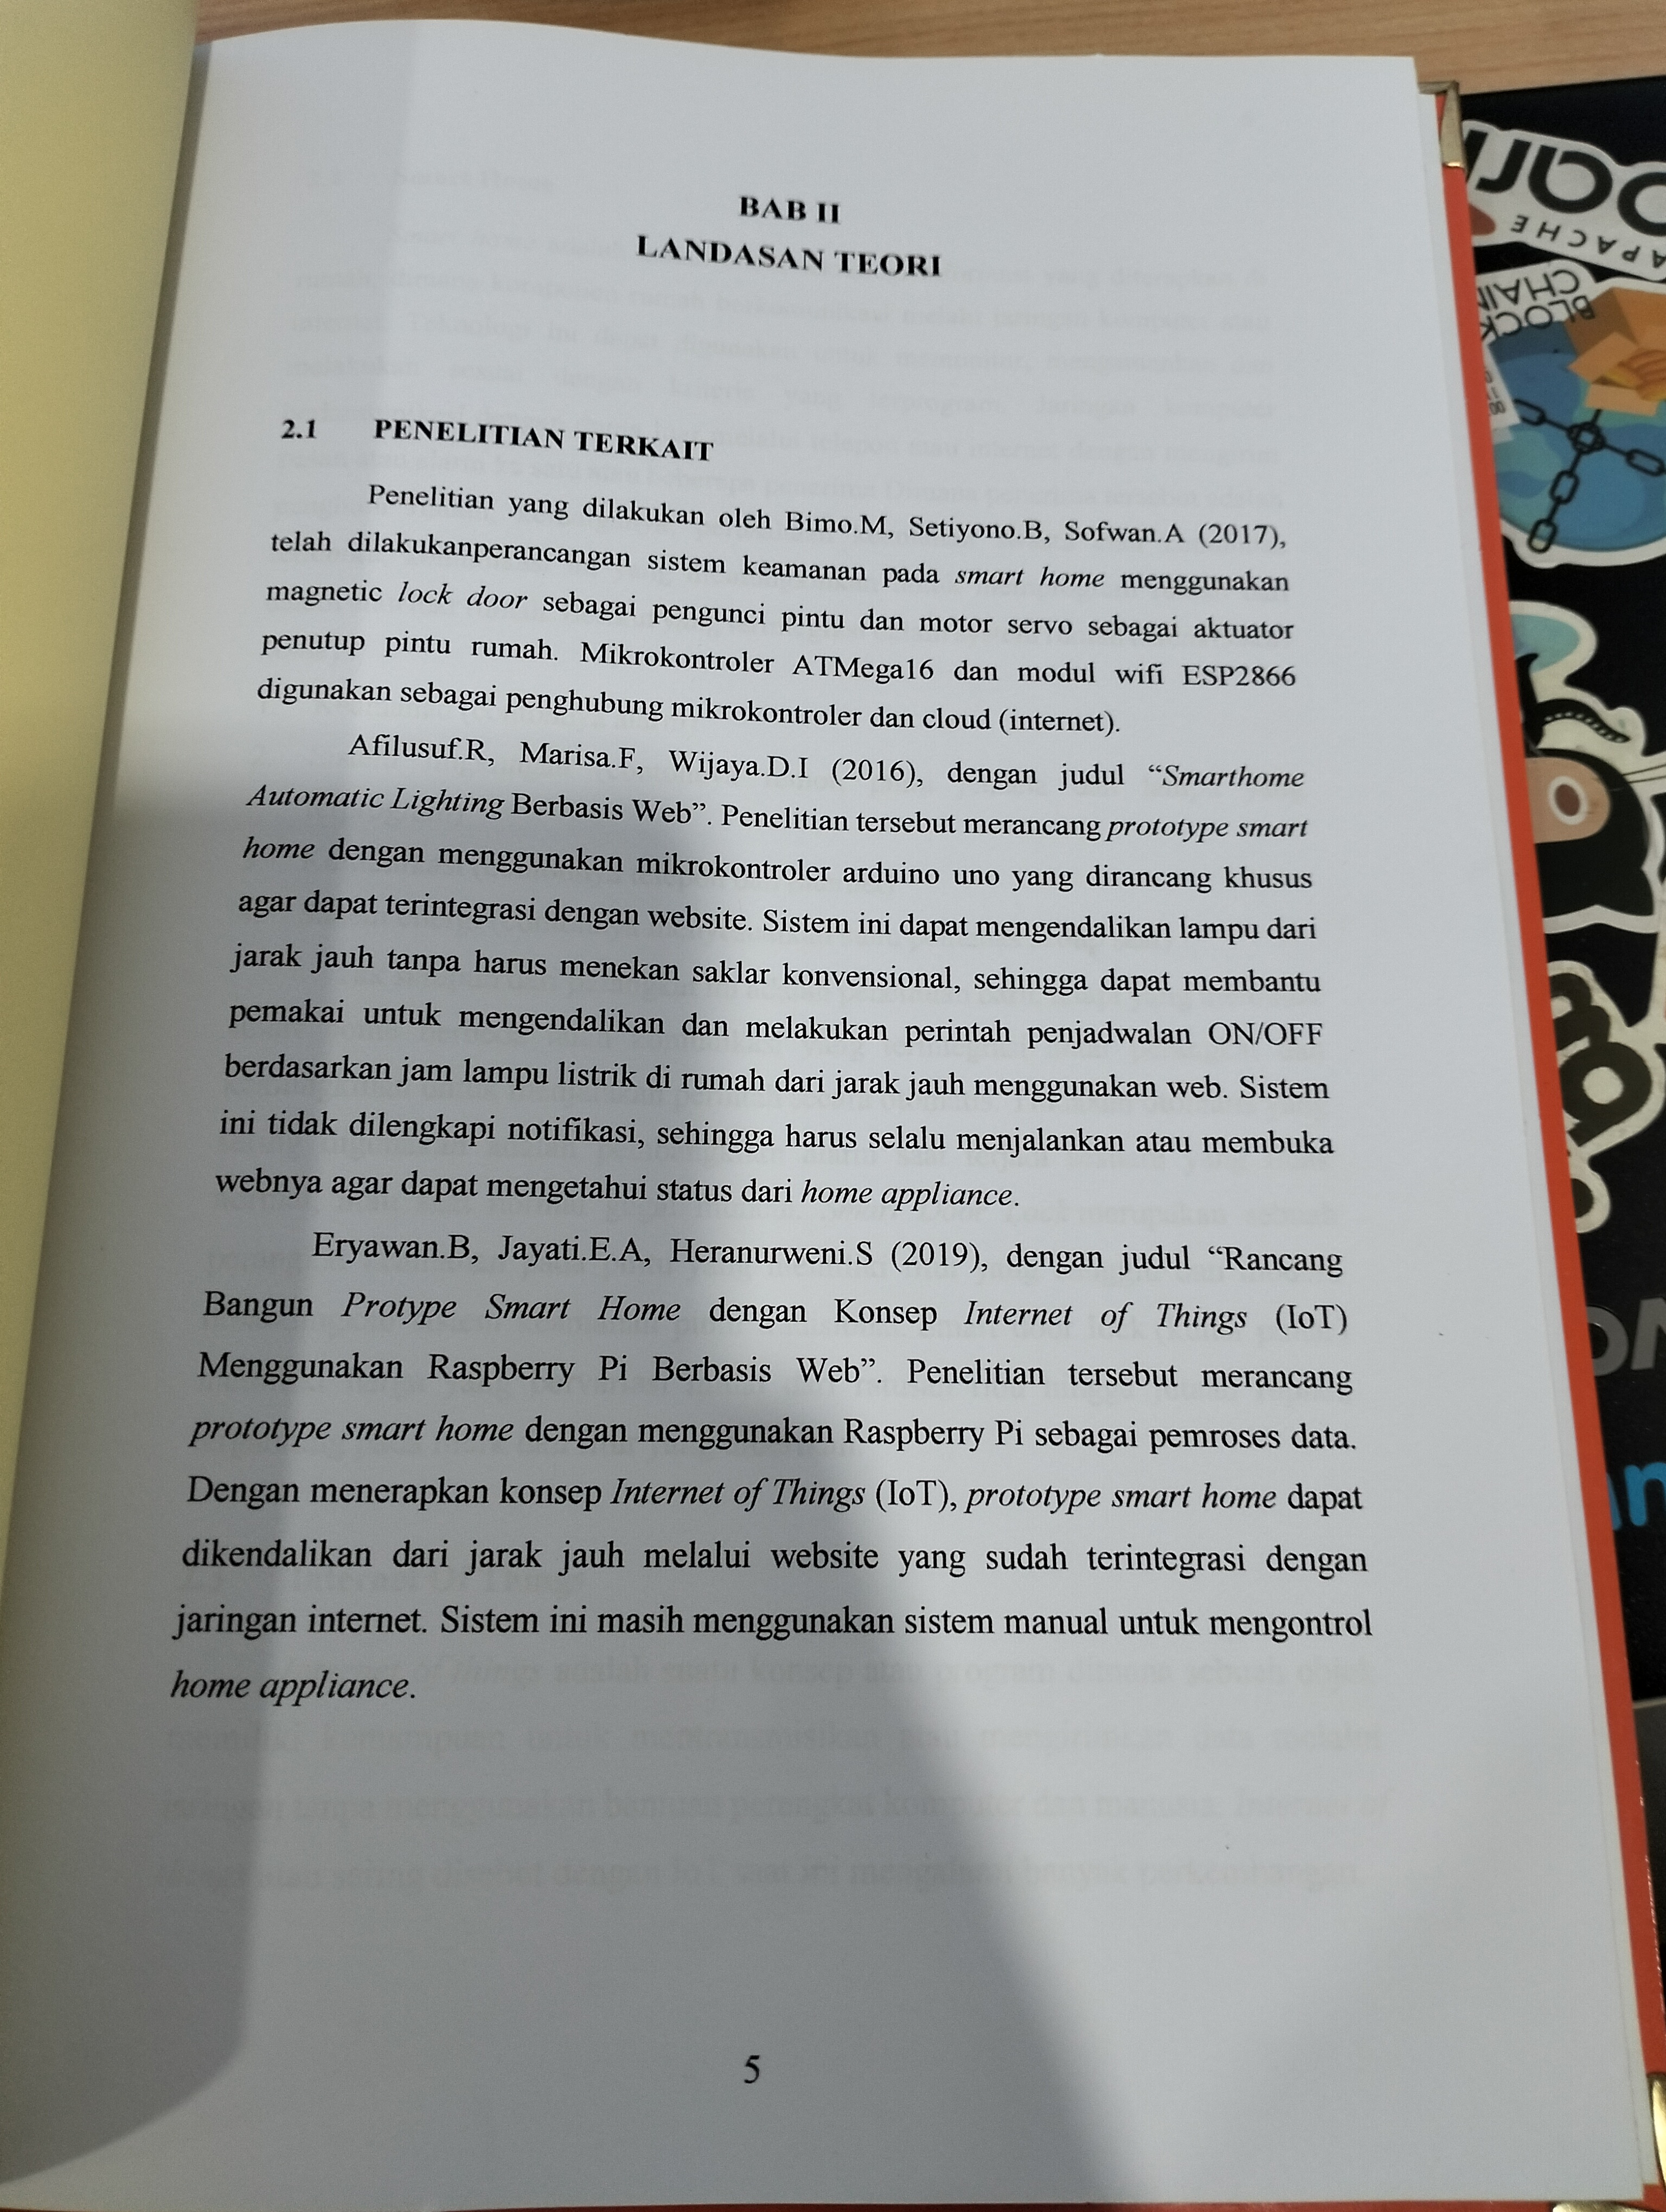 BAB II
LANDASAN TEORI
2.1 PENELITIAN TERKAIT
Penelitian yang dilakukan oleh Bimo.M, Setiyono.B, Sofwan.A (2017),
telah dilakukanperancangan sistem keamanan pada smart home menggunakan
magnetic lock door sebagai pengunci pintu dan motor servo sebagai aktuator
penutup pintu rumah. Mikrokontroler ATMega16 dan modul wifi ESP2866
digunakan sebagai penghubung mikrokontroler dan cloud (internet).
Afilusuf.R, Marisa.F, Wijaya.D.I (2016), dengan judul “Smarthome
Automatic Lighting Berbasis Web”. Penelitian tersebut merancang prototype smart
home dengan menggunakan mikrokontroler arduino uno yang dirancang khusus
agar dapat terintegrasi dengan website. Sistem ini dapat mengendalikan lampu dari
jarak jauh tanpa harus menekan saklar konvensional, sehingga dapat membantu
pemakai untuk mengendalikan dan melakukan perintah penjadwalan ON/OFF
berdasarkan jam lampu listrik di rumah dari jarak jauh menggunakan web. Sistem
ini tidak dilengkapi notifikasi, sehingga harus selalu menjalankan atau membuka
webnya agar dapat mengetahui status dari home appliance.
Eryawan.B, Jayati.E.A, Heranurweni.S (2019), dengan judul “Rancang
Bangun Protype Smart Home dengan Konsep Internet of Things (IoT)
Menggunakan Raspberry Pi Berbasis Web”. Penelitian tersebut merancang
prototype smart home dengan menggunakan Raspberry Pi sebagai pemroses data.
Dengan menerapkan konsep Internet of Things (IoT), prototype smart home dapat
dikendalikan dari jarak jauh melalui website yang sudah terintegrasi dengan
jaringan internet. Sistem ini masih menggunakan sistem manual untuk mengontrol
home appliance.
5
APACHE
BLOCK
CHAIN